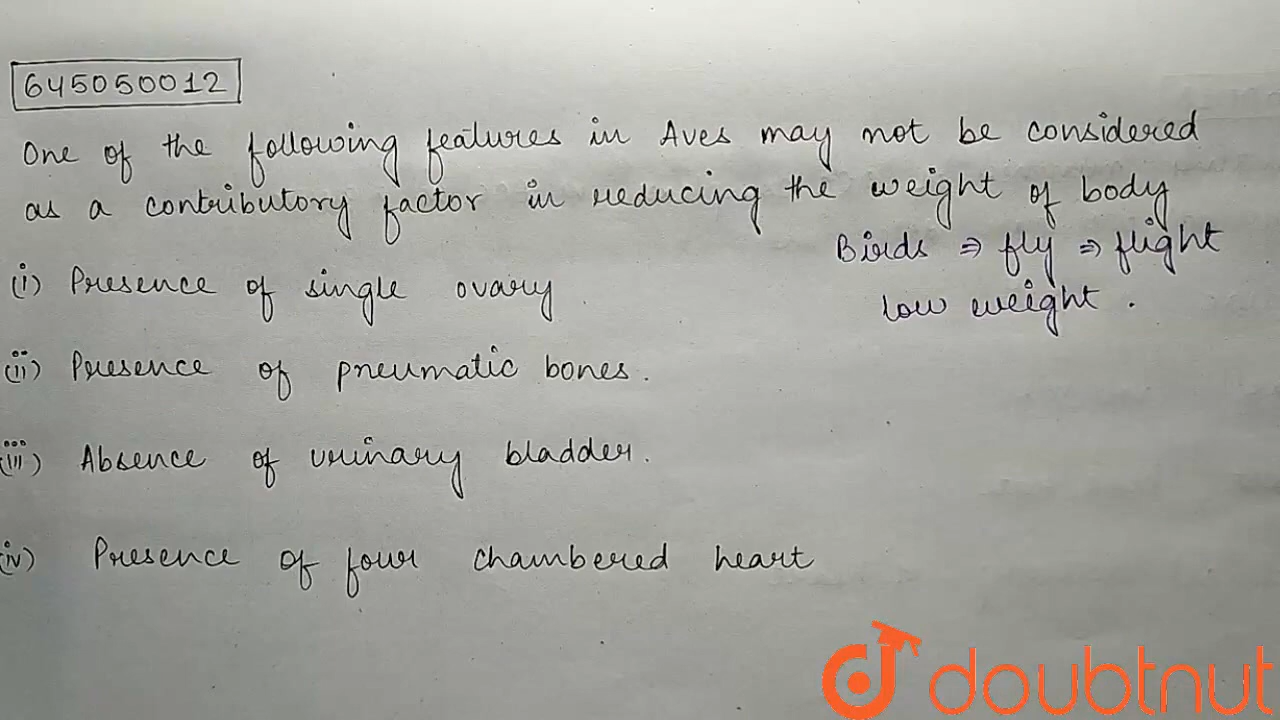 645050012
One of the following features in Aves may not be considered
as a contributory factor in reducing the weight of body
Birds ⇒ fly ⇒ flight
low weight .
(i) Presence of single ovary
(ii) Presence of pneumatic bones.
(iii) Absence of urinary bladder.
(iv) Presence of four chambered heart
doubtnut